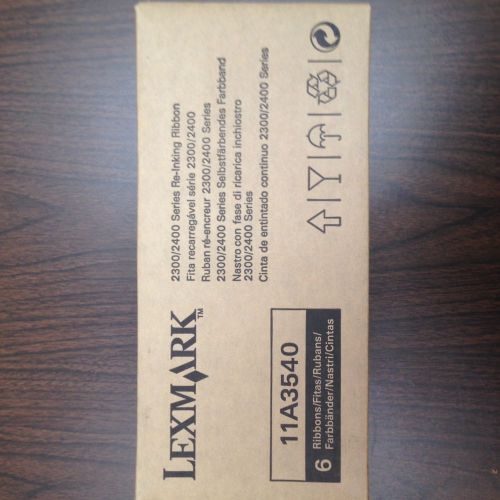 LEXMARK™
2300/2400 Series Re-Inking Ribbon
Fita recarregável série 2300/2400
Ruban ré-encreur 2300/2400 Series
2300/2400 Series Selbstfärbendes Farbband
Nastro con fase di ricarica inchiostro
2300/2400 Series
Cinta de entintado continuo 2300/2400 Series
11A3540
6 Ribbons/Fitas/Rubans/
Farbbänder/Nastri/Cintas